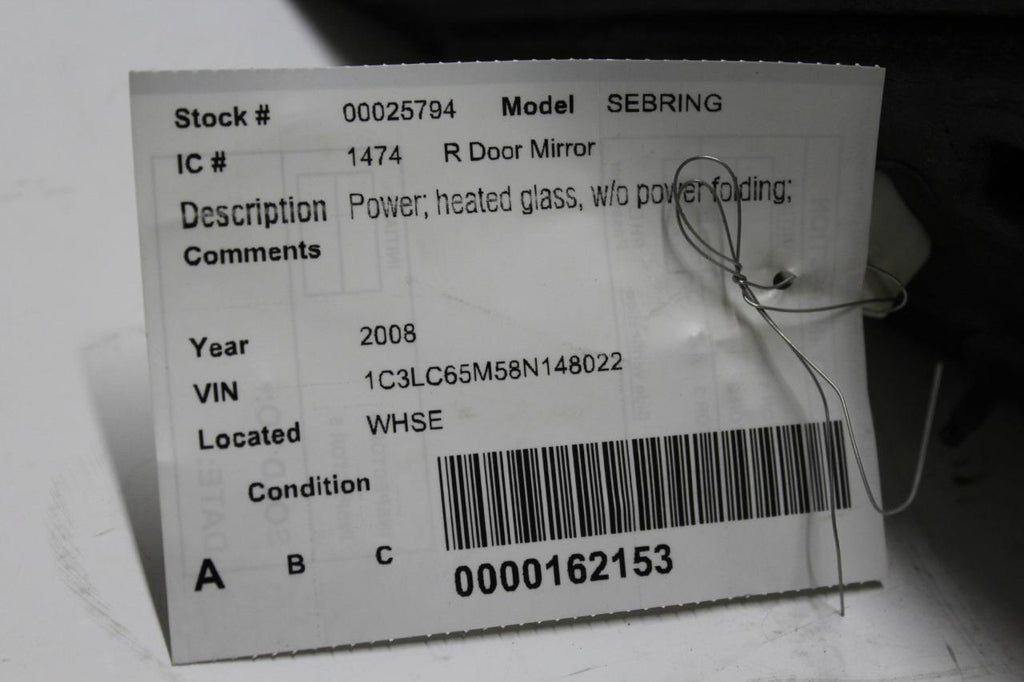 Stock # 00025794 Model SEBRING
IC # 1474 R Door Mirror
Description Power; heated glass, w/o power folding;
Comments
Year 2008
VIN 1C3LC65M58N148022
Located WHSE
Condition
A B C
0000162153